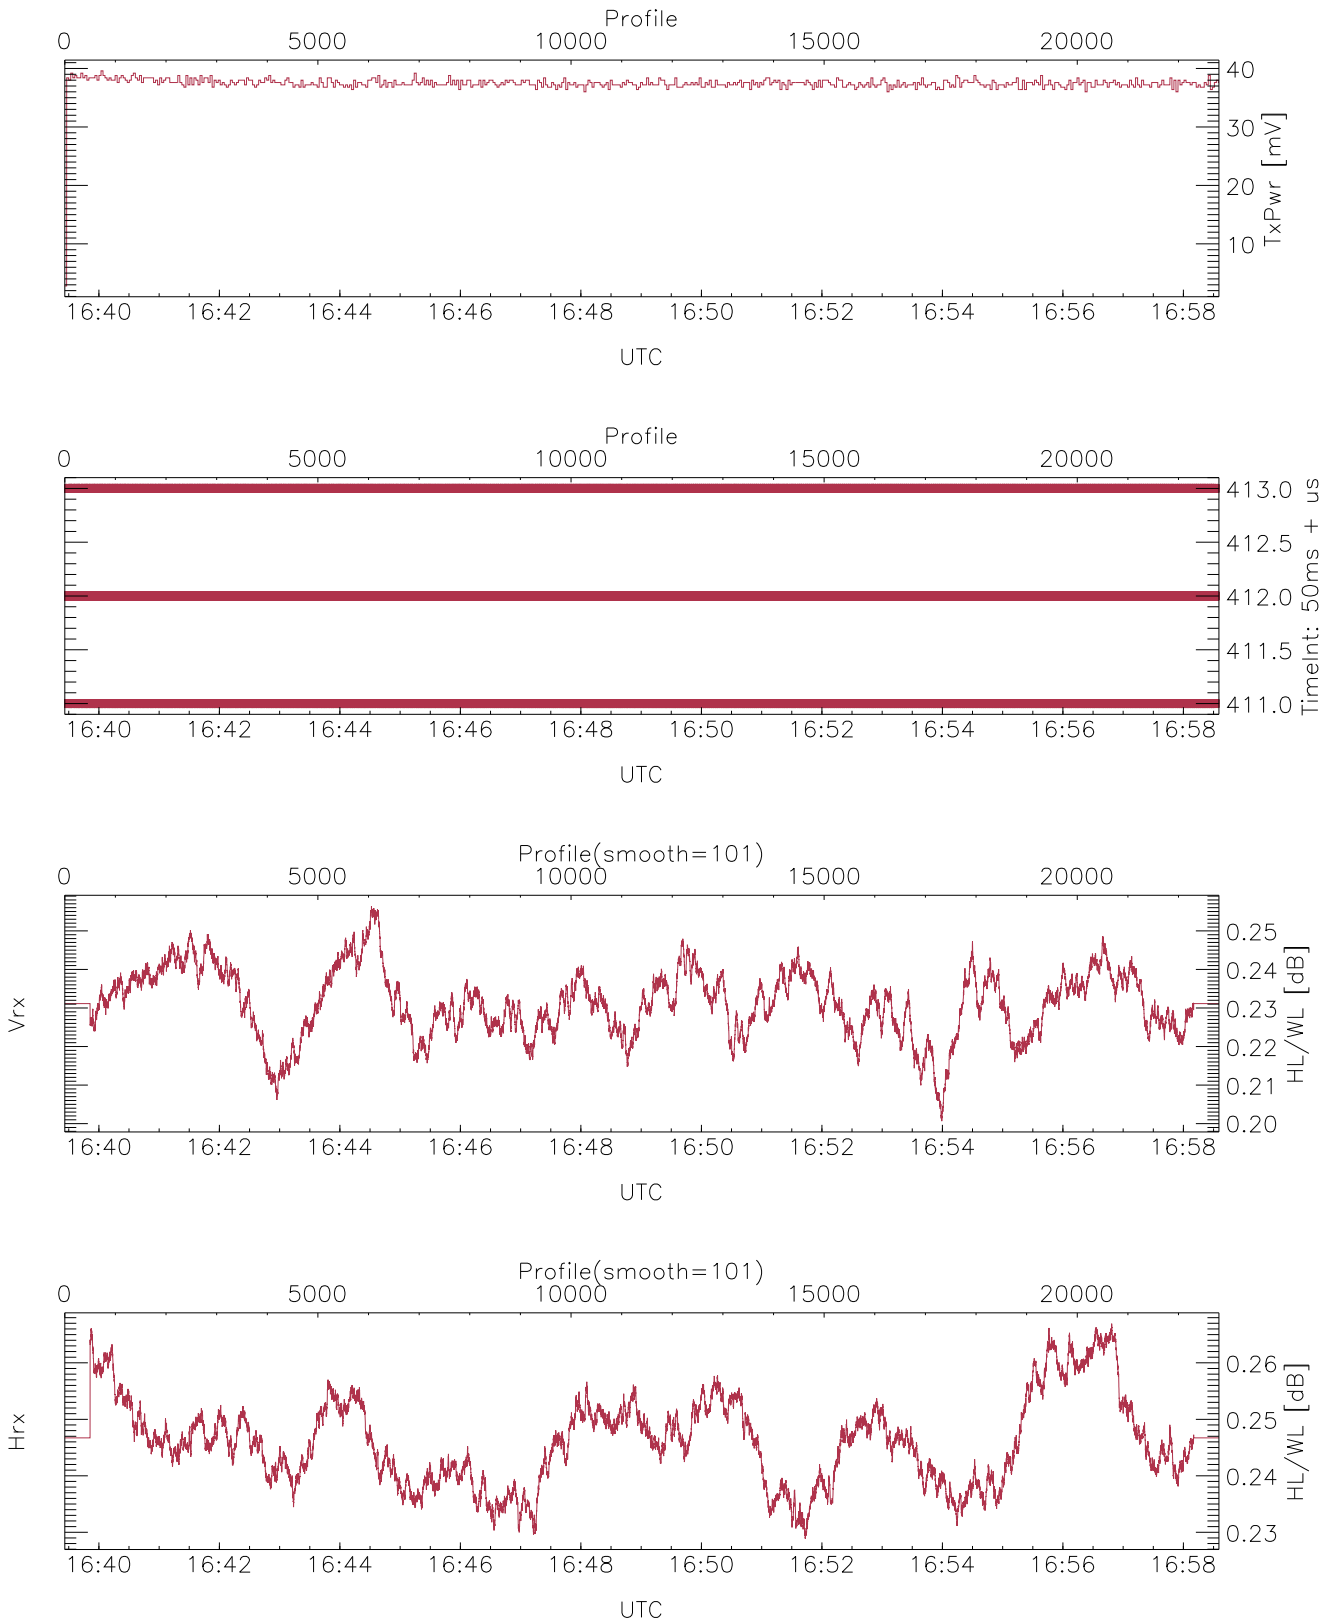 Profile
0 5000 10000 15000 20000
40
30
20
10
TxPwr [mV]
16:40 16:42 16:44 16:46 16:48 16:50 16:52 16:54 16:56 16:58
UTC
Profile
0 5000 10000 15000 20000
413.0
412.5
412.0
411.5
411.0
TimeInt: 50ms + us
16:40 16:42 16:44 16:46 16:48 16:50 16:52 16:54 16:56 16:58
UTC
Profile(smooth=101)
0 5000 10000 15000 20000
Vrx
0.25
0.24
0.23
0.22
0.21
0.20
HL/WL [dB]
16:40 16:42 16:44 16:46 16:48 16:50 16:52 16:54 16:56 16:58
UTC
Profile(smooth=101)
0 5000 10000 15000 20000
Hrx
0.26
0.25
0.24
0.23
HL/WL [dB]
16:40 16:42 16:44 16:46 16:48 16:50 16:52 16:54 16:56 16:58
UTC